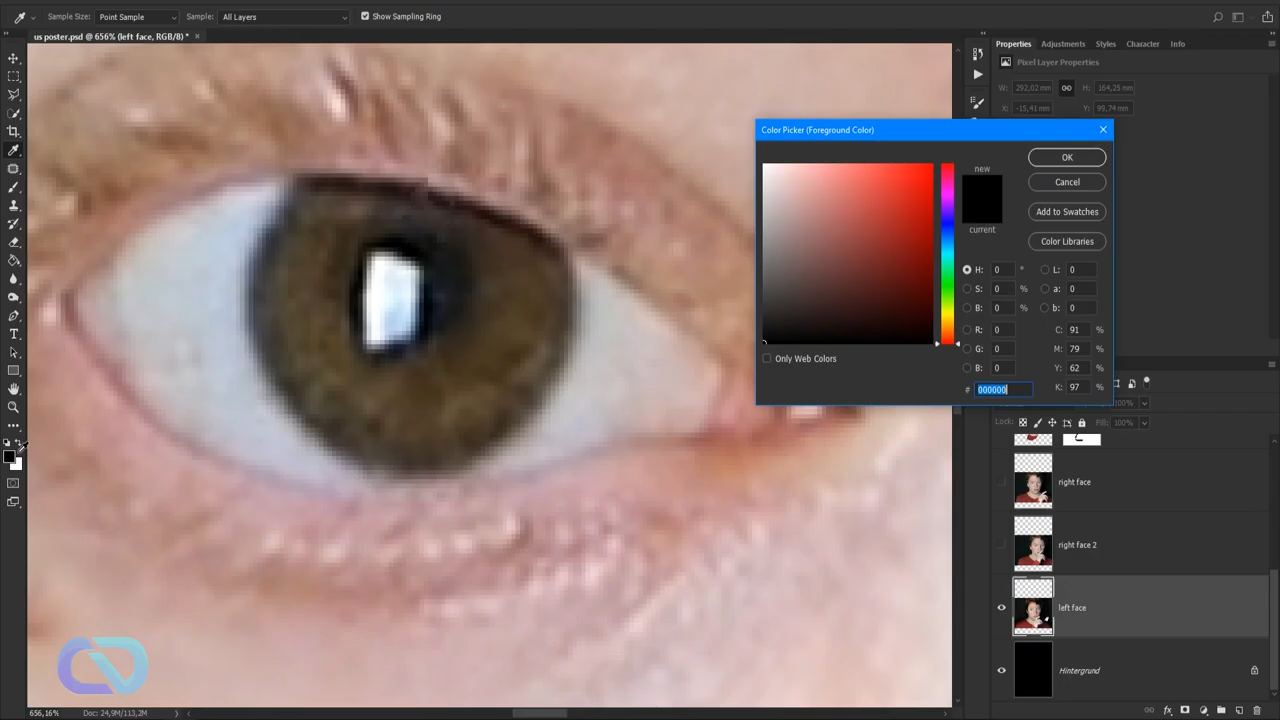 Sample Size: Point Sample Sample: All Layers Show Sampling Ring
us poster.psd @ 656% (left face, RGB/8) * ×
Properties Adjustments Styles Character Info
Pixel Layer Properties
W: 292,02 mm H: 164,25 mm
X: -15,41 mm Y: 99,74 mm
Color Picker (Foreground Color)
new
current
OK
Cancel
Add to Swatches
Color Libraries
H: 0 ° L: 0
S: 0 % a: 0
B: 0 % b: 0
R: 0 C: 91 %
G: 0 M: 79 %
B: 0 Y: 62 %
# 000000 K: 97 %
Only Web Colors
Lock: Fill: 100%
right face
right face 2
left face
Hintergrund
656,16% Doc: 24,9M/113,2M